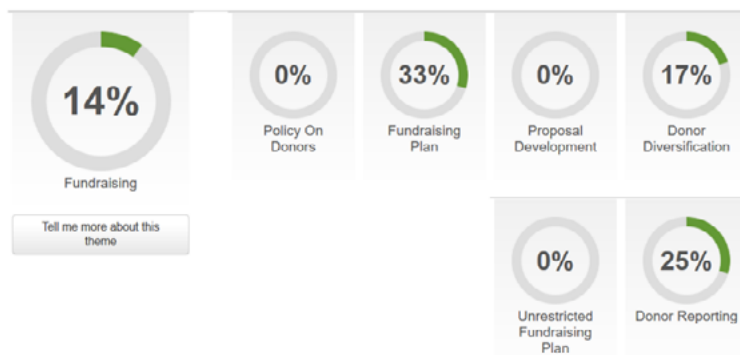 14%
Fundraising
Tell me more about this
theme
0%
Policy On
Donors
33%
Fundraising
Plan
0%
Proposal
Development
17%
Donor
Diversification
0%
Unrestricted
Fundraising
Plan
25%
Donor Reporting